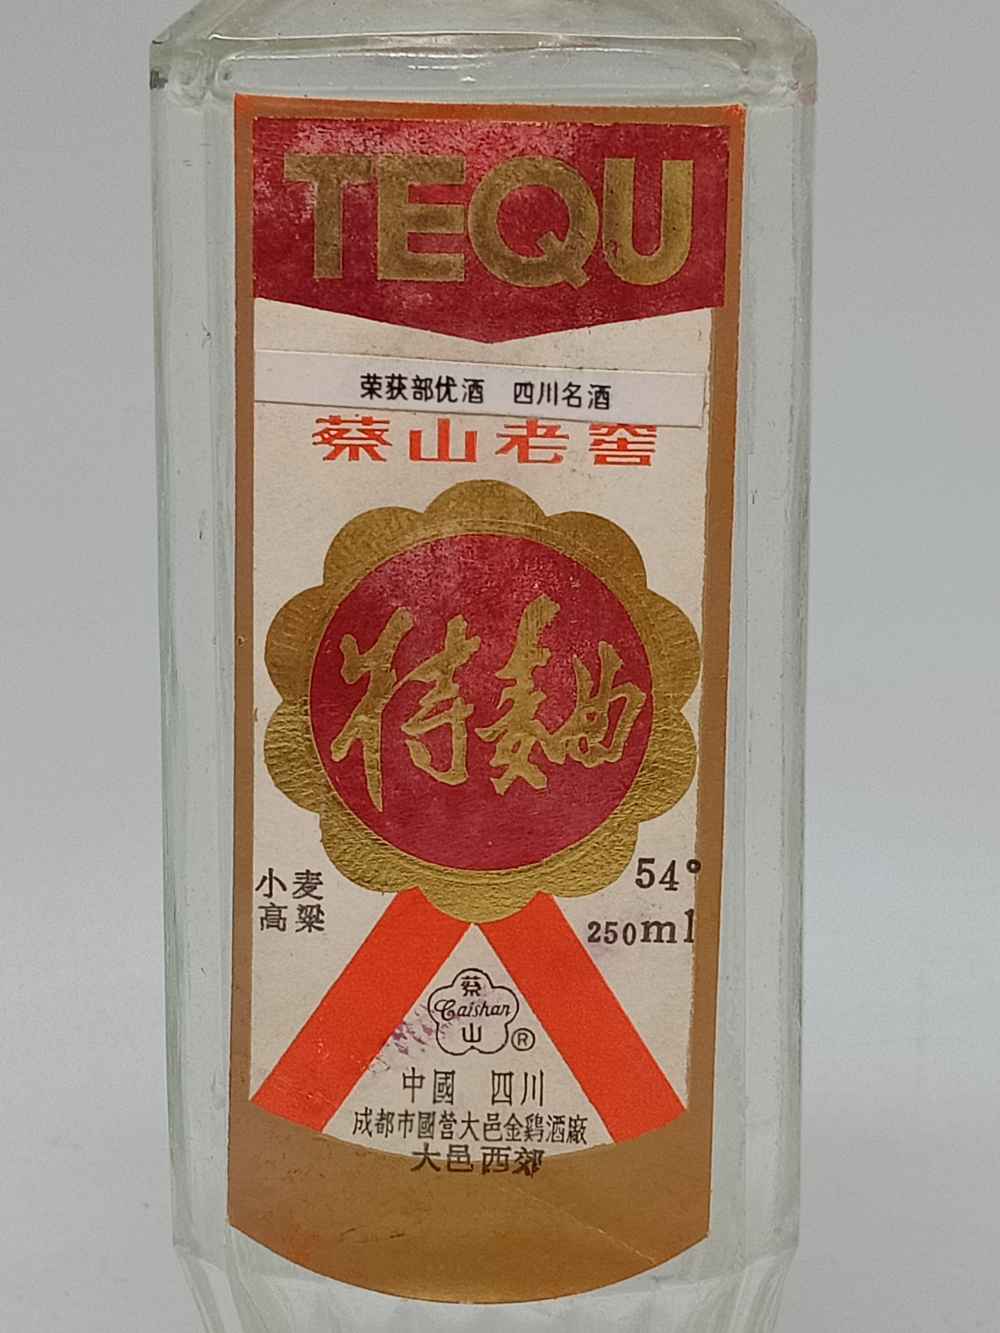 TEQU
荣获部优酒 四川名酒
蔡山老窖
特麯
小麦
高粱
54°
250ml
蔡
Caishan
山
®
中國 四川
成都市國营大邑金鷄酒廠
大邑西郊